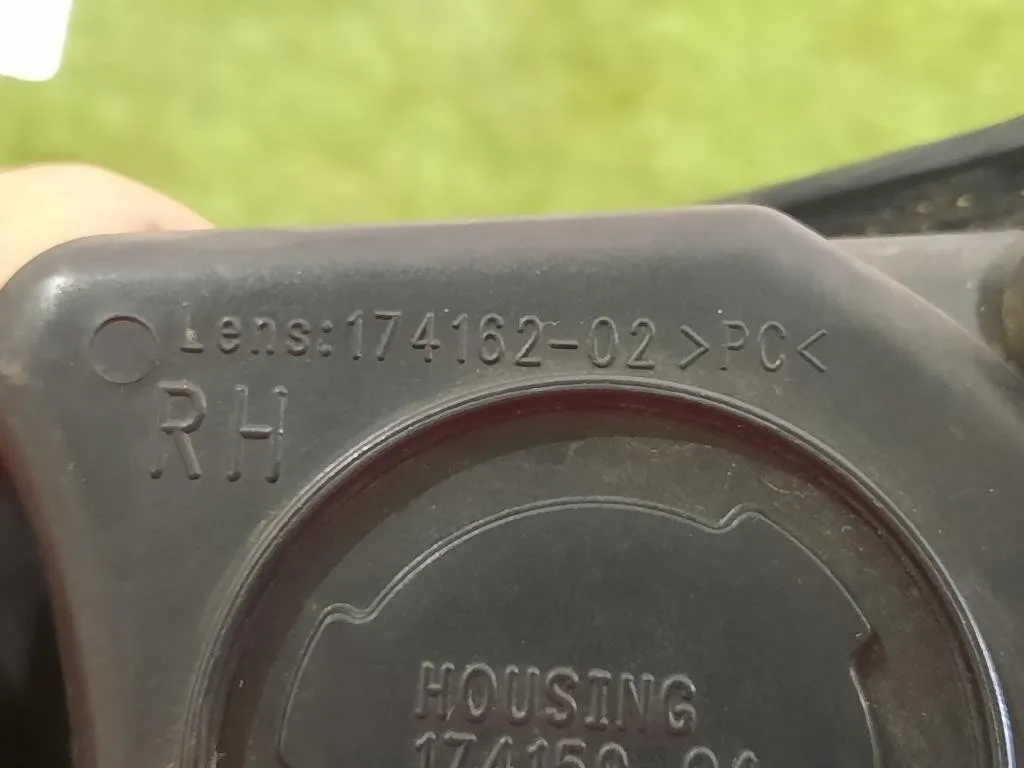 Lens:174162-02 >PC<
RH
HOUSING